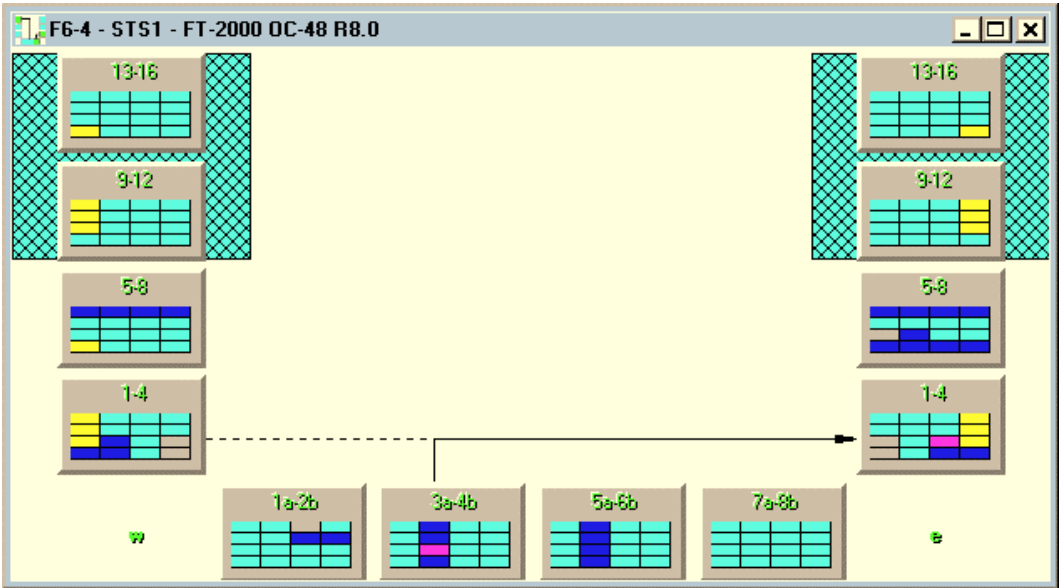 F6-4 - STS1 - FT-2000 OC-48 R8.0
13-16
13-16
9-12
9-12
5-8
5-8
1-4
1-4
1a-2b
3a-4b
5a-6b
7a-8b
w
e